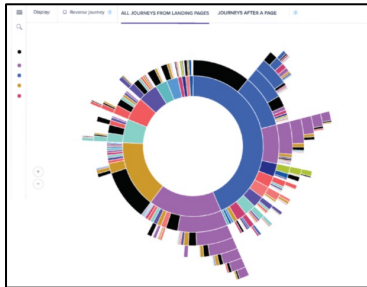 Display
Reverse journey
ALL JOURNEYS FROM LANDING PAGES
JOURNEYS AFTER A PAGE